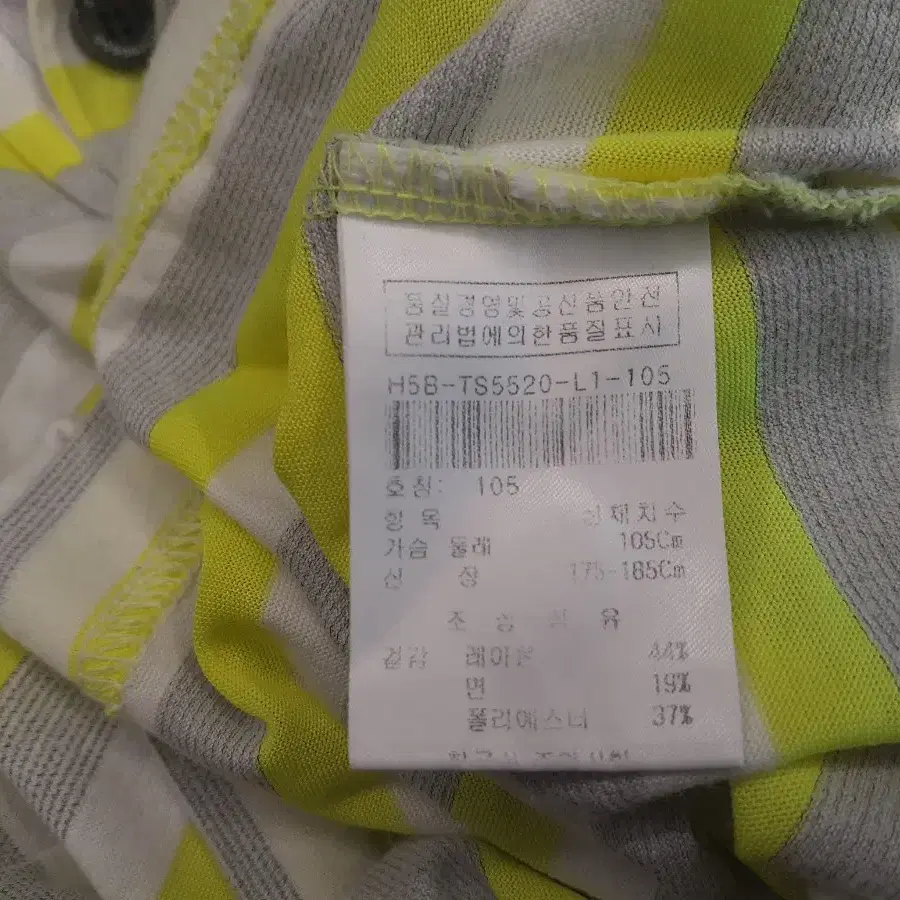 품질경영및공산품안전
관리법에의한품질표시
H5B-TS5520-L1-105
호칭: 105
항 목 신체치수
가슴 둘레 105Cm
신 장 175-185Cm
조 성 섬 유
겉감 레이온 44%
면 19%
폴리에스터 37%